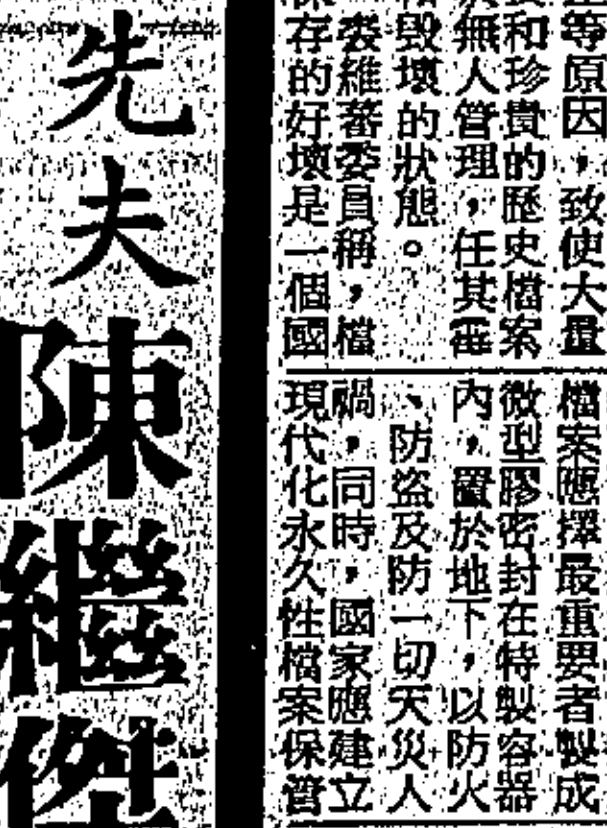 等原因，致使大量
和珍貴的歷史檔案
無人管理，任其
毀壞的狀態。
裘維蕃委員稱，檔
存的好壞是一個國
檔案應擇最重要者製成
微型膠密封在特製容器
內，置於地下，以防火
、防盜及防一切天災人
禍，同時，國家應建立
現代化永久性檔案保管
先夫
陳繼傑